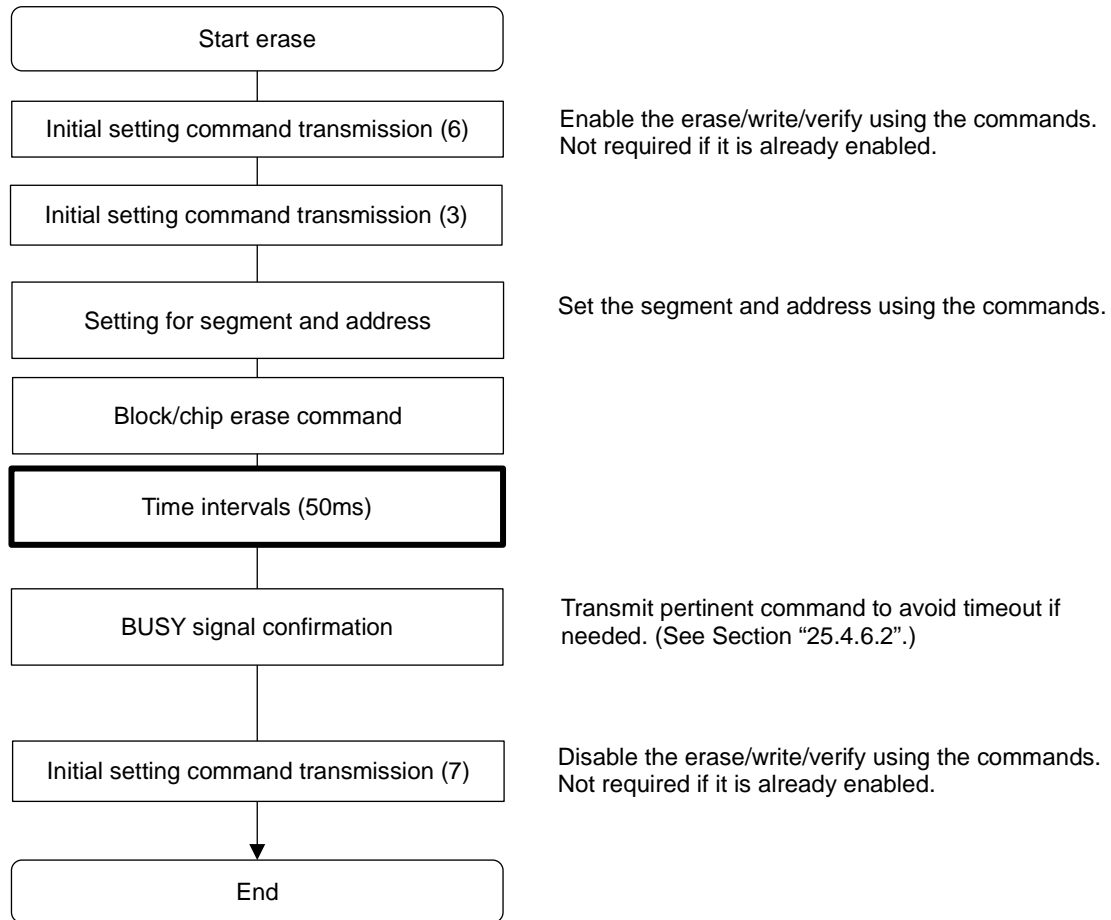 Start erase
Initial setting command transmission (6)
Enable the erase/write/verify using the commands.
Not required if it is already enabled.
Initial setting command transmission (3)
Setting for segment and address
Set the segment and address using the commands.
Block/chip erase command
Time intervals (50ms)
BUSY signal confirmation
Transmit pertinent command to avoid timeout if
needed. (See Section “25.4.6.2”.)
Initial setting command transmission (7)
Disable the erase/write/verify using the commands.
Not required if it is already enabled.
End